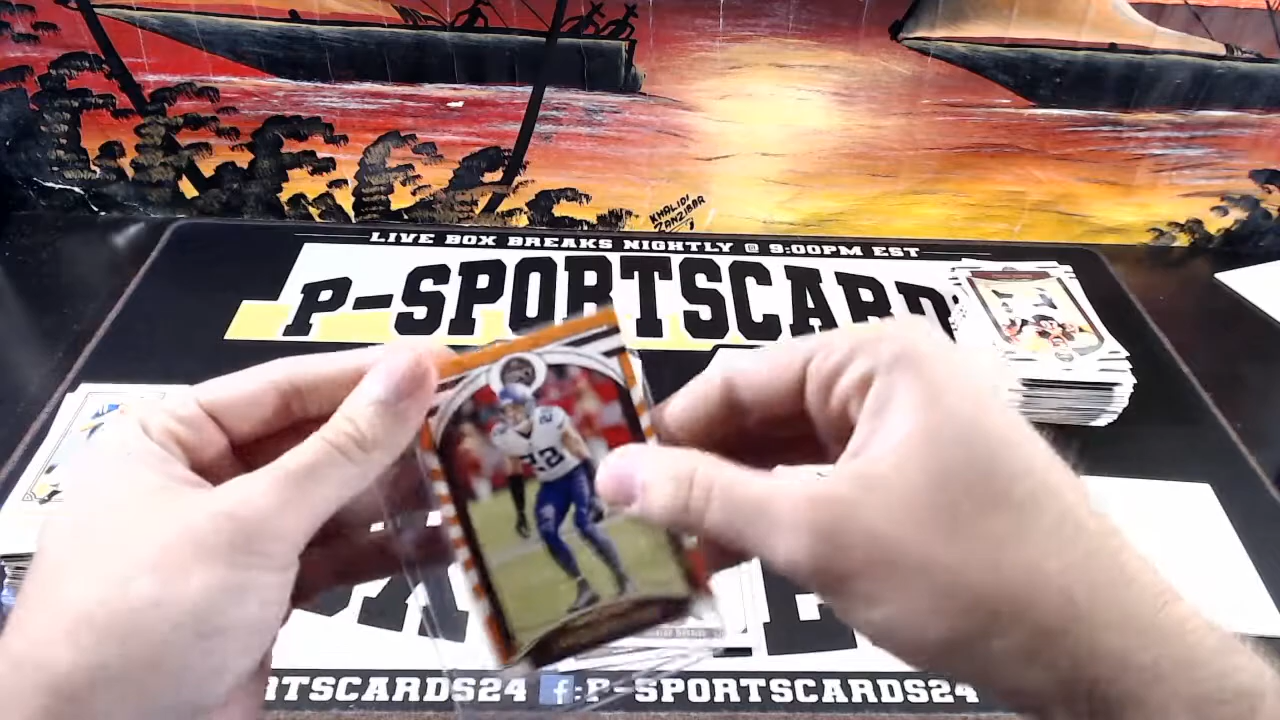 KHALIDI
ZANZIBAR
LIVE BOX BREAKS NIGHTLY @ 9:00PM EST
P-SPORTSCARD
22
RTSCARDS24 f:P-SPORTSCARDS24